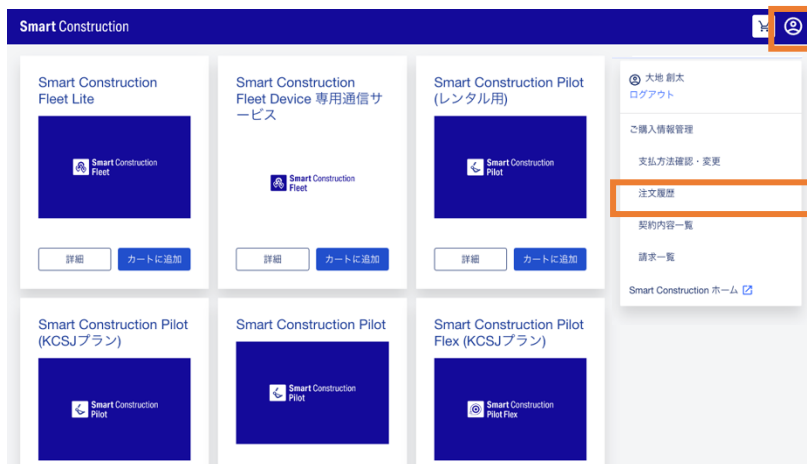 Smart Construction
Smart Construction
Fleet Lite
Smart Construction
Fleet
詳細
カートに追加
Smart Construction
Fleet Device 専用通信サ
ービス
Smart Construction
Fleet
詳細
カートに追加
Smart Construction Pilot
(レンタル用)
Smart Construction
Pilot
詳細
カートに追加
大地 創太
ログアウト
ご購入情報管理
支払方法確認・変更
注文履歴
契約内容一覧
請求一覧
Smart Construction ホーム
Smart Construction Pilot
(KCSJプラン)
Smart Construction
Pilot
Smart Construction Pilot
Smart Construction
Pilot
Smart Construction Pilot
Flex (KCSJプラン)
Smart Construction
Pilot Flex